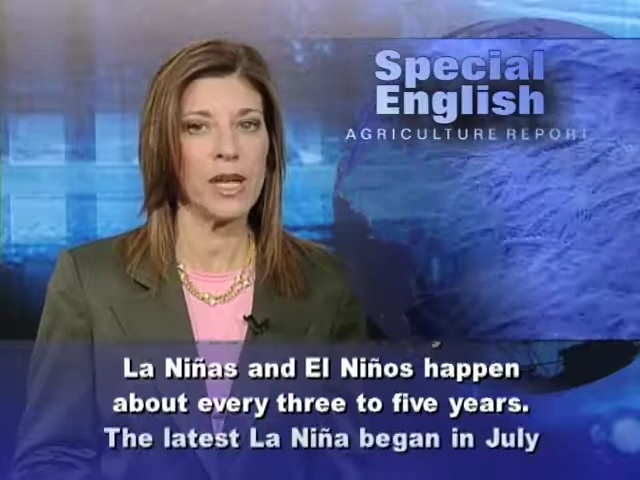 Special
English
AGRICULTURE REPORT
La Niñas and El Niños happen
about every three to five years.
The latest La Niña began in July